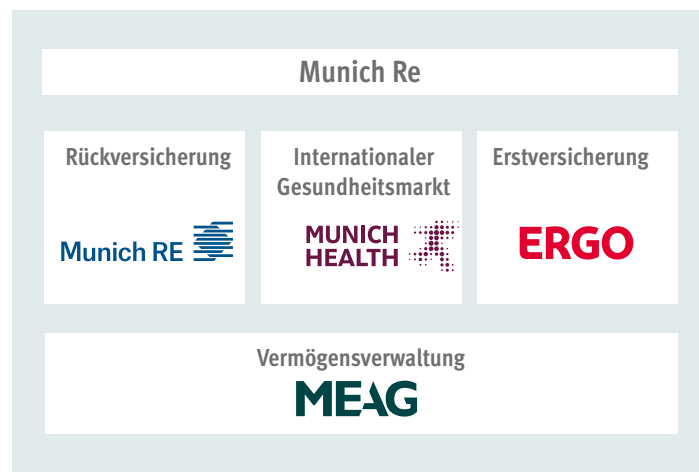 Munich Re
Rückversicherung
Munich RE
Internationaler
Gesundheitsmarkt
MUNICH
HEALTH
Erstversicherung
ERGO
Vermögensverwaltung
MEAG